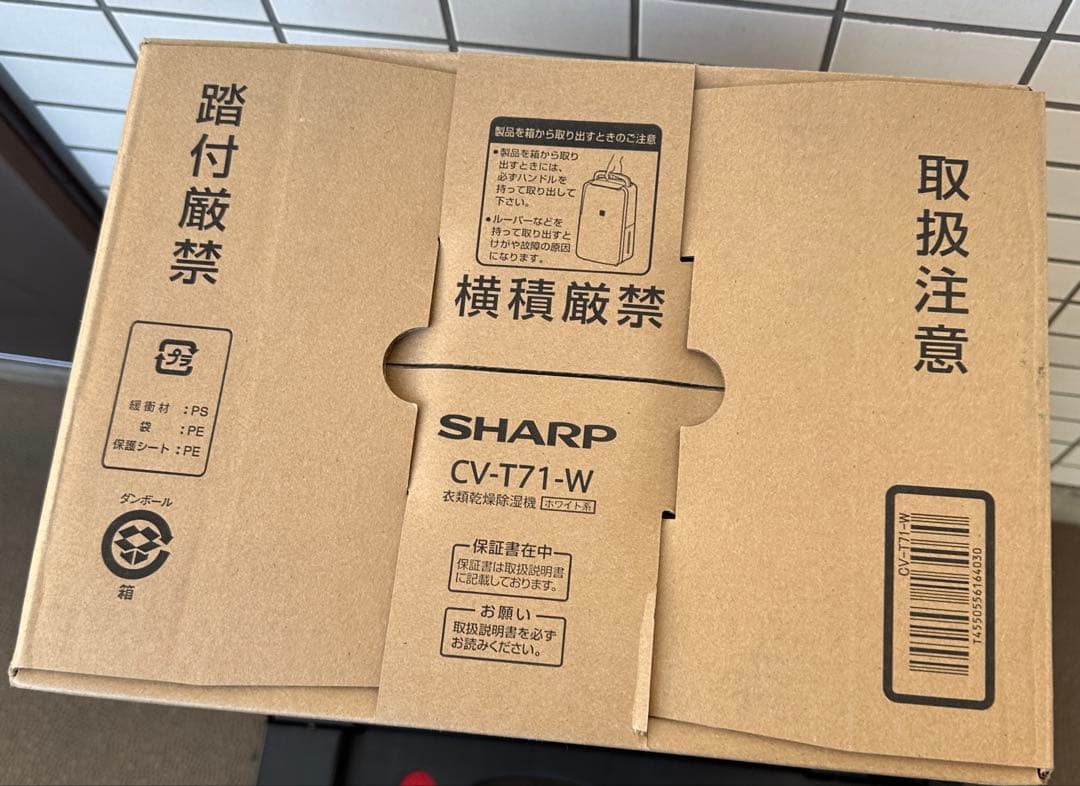 踏付厳禁
プラ
緩衝材 : PS
袋 : PE
保護シート : PE
ダンボール
箱
製品を箱から取り出すときのご注意
●製品を箱から取り
出すときには、
必ずハンドルを
持って取り出して
下さい。
●ルーバーなどを
持って取り出すと
けがや故障の原因
になります。
横積厳禁
SHARP
CV-T71-W
衣類乾燥除湿機 ホワイト系
保証書在中
保証書は取扱説明書
に記載しております。
お願い
取扱説明書を必ず
お読みください。
取扱注意
CV-T71-W
T4550556164030